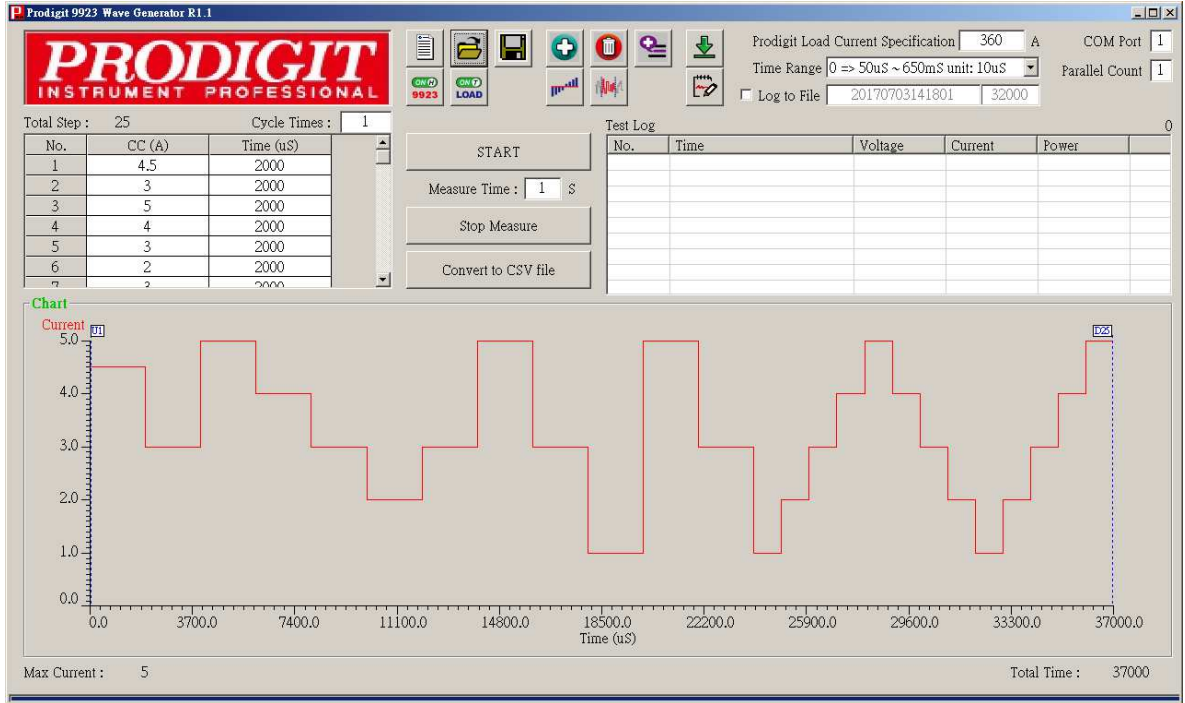 Prodigit 9923 Wave Generator R1.1
PRODIGIT
INSTRUMENT PROFESSIONAL
ON
9923
ON
LOAD
Prodigit Load Current Specification 360 A
COM Port 1
Time Range 0 => 50uS ~ 650mS unit: 10uS
Parallel Count 1
Log to File 20170703141801 32000
Total Step : 25 Cycle Times : 1
No. CC (A) Time (uS)
1 4.5 2000
2 3 2000
3 5 2000
4 4 2000
5 3 2000
6 2 2000
7 3 2000
START
Measure Time : 1 S
Stop Measure
Convert to CSV file
Test Log 0
No. Time Voltage Current Power
Chart
Current
U1
D25
5.0
4.0
3.0
2.0
1.0
0.0
0.0 3700.0 7400.0 11100.0 14800.0 18500.0 22200.0 25900.0 29600.0 33300.0 37000.0
Time (uS)
Max Current : 5
Total Time : 37000